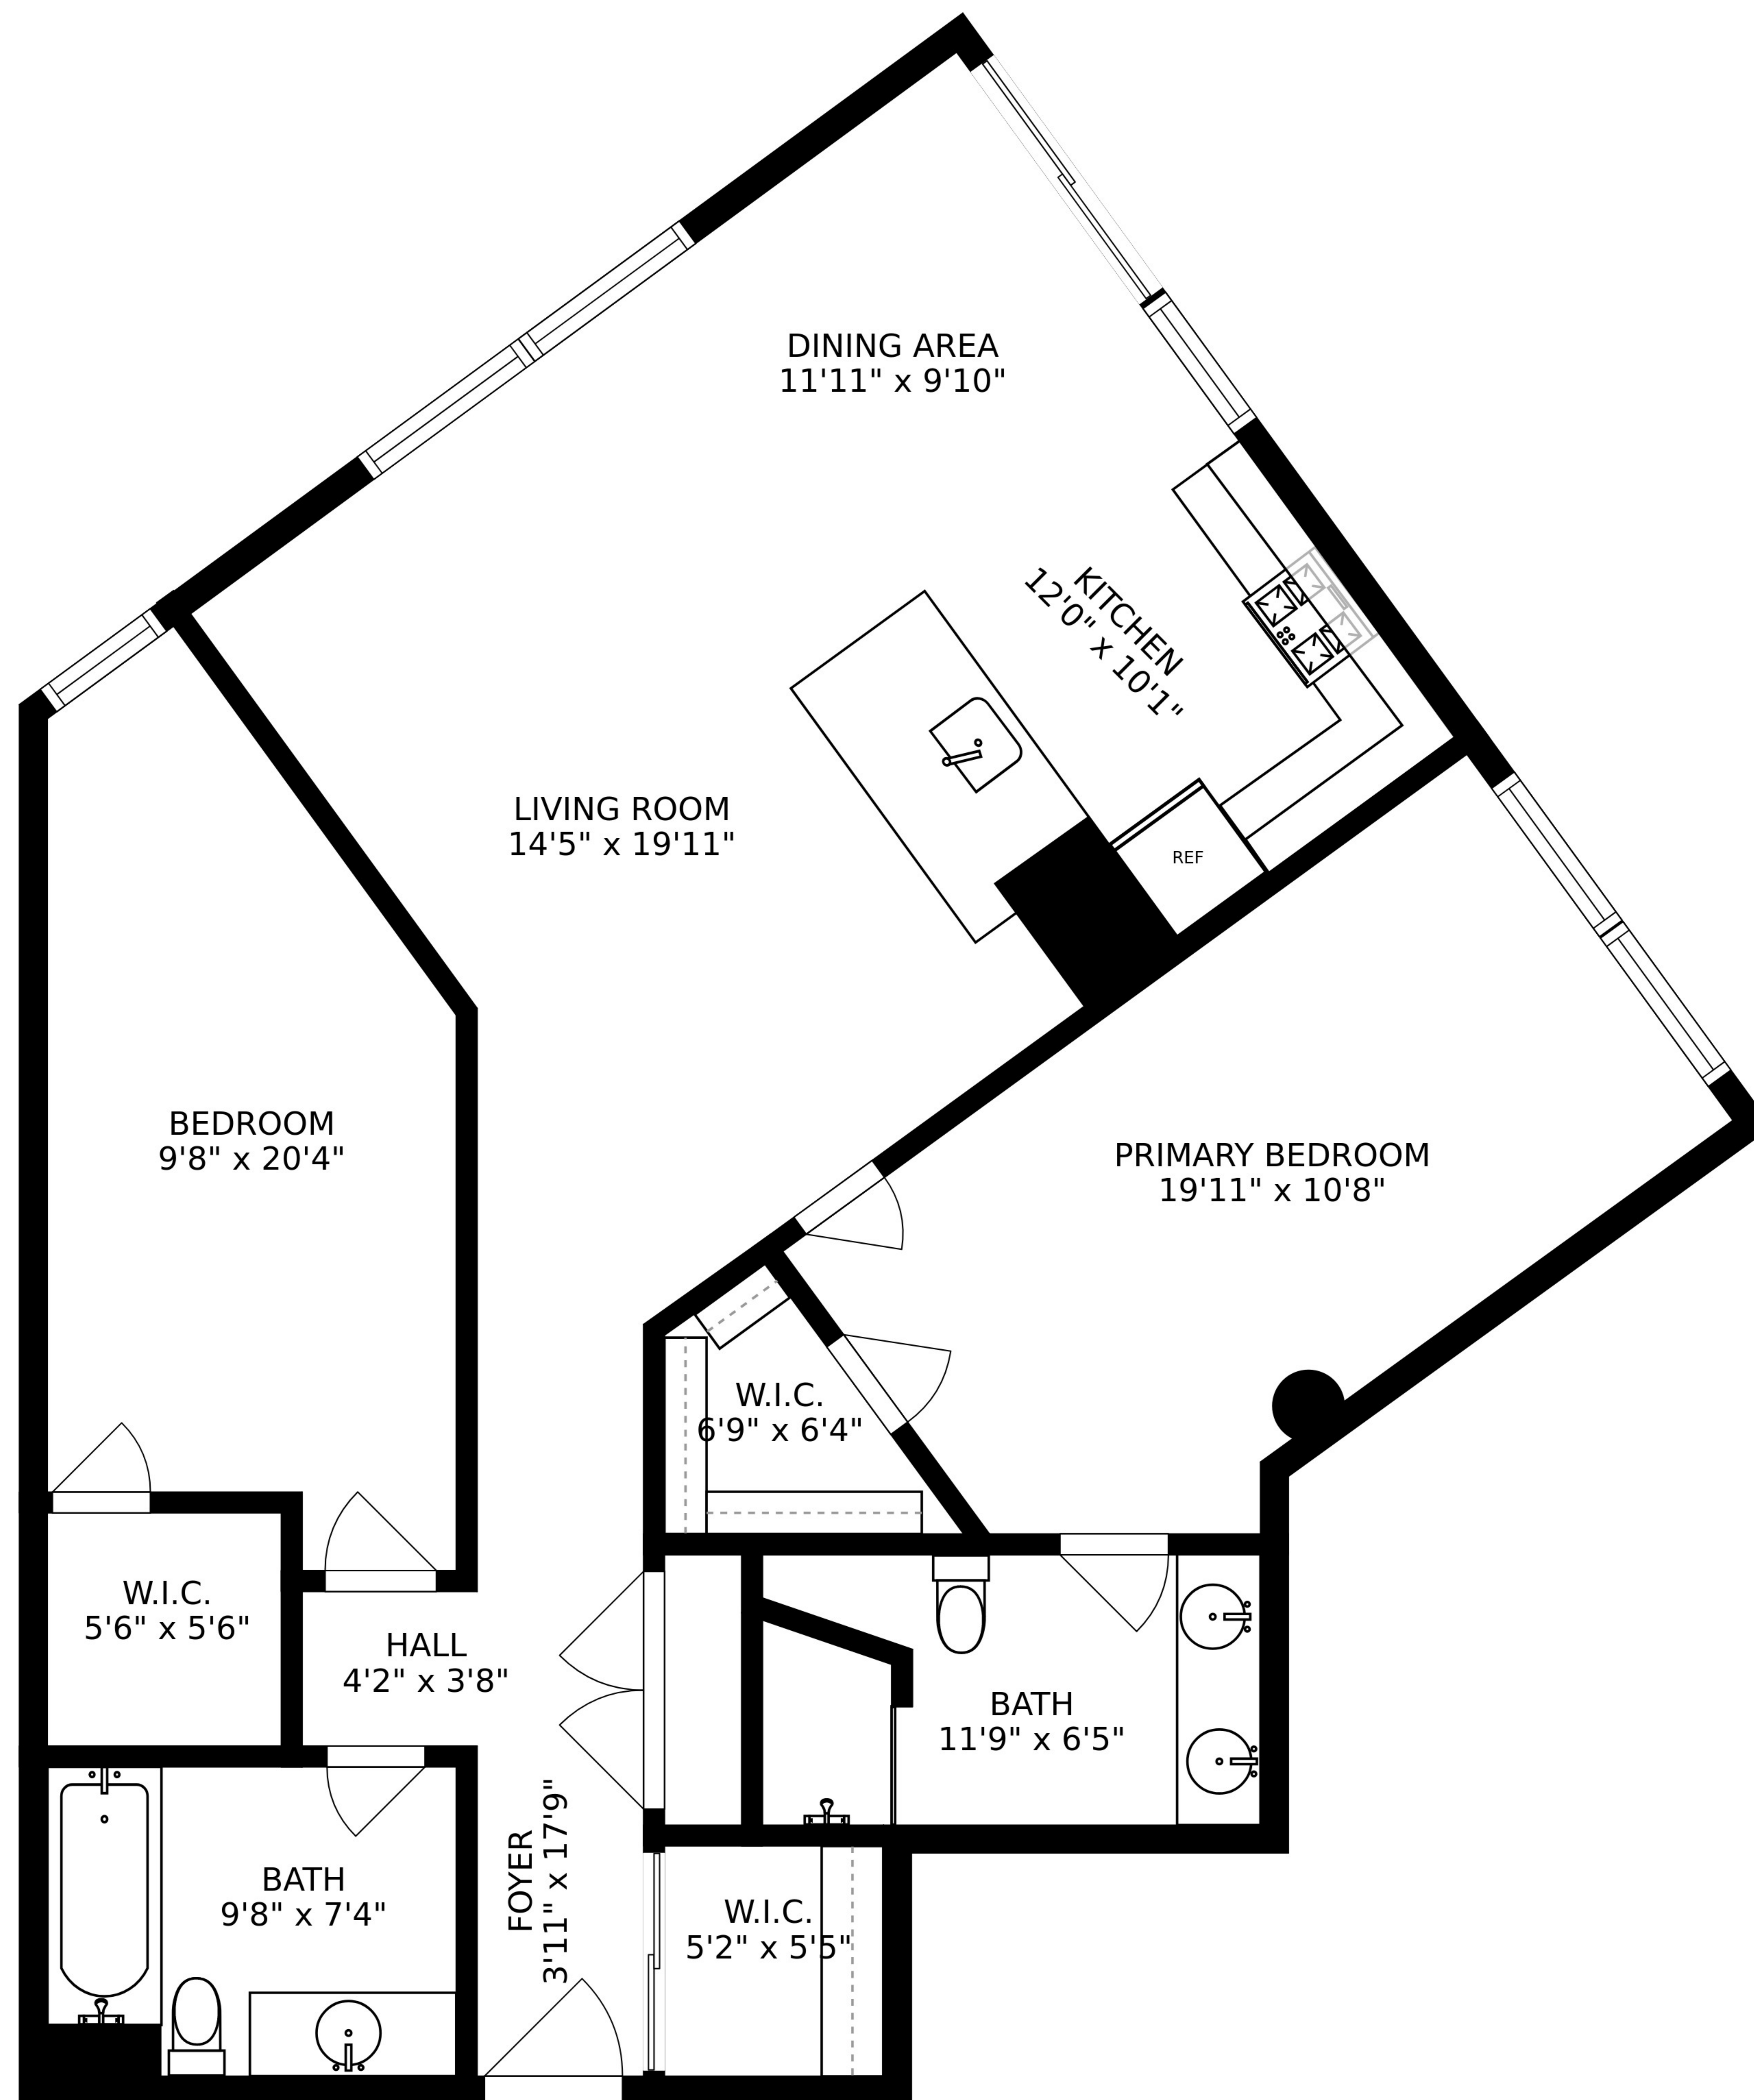 DINING AREA
11'11" x 9'10"
KITCHEN
12'0" x 10'1"
LIVING ROOM
14'5" x 19'11"
REF
BEDROOM
9'8" x 20'4"
PRIMARY BEDROOM
19'11" x 10'8"
W.I.C.
6'9" x 6'4"
W.I.C.
5'6" x 5'6"
HALL
4'2" x 3'8"
BATH
11'9" x 6'5"
FOYER
3'11" x 17'9"
BATH
9'8" x 7'4"
W.I.C.
5'2" x 5'5"